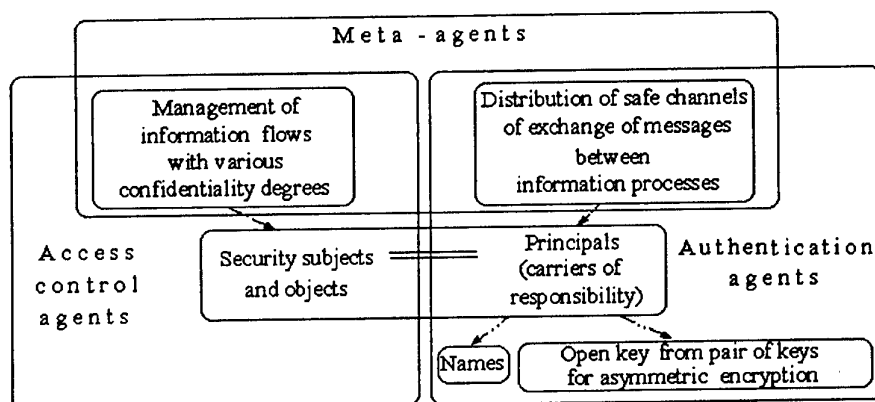 Meta - agents
Management of
information flows
with various
confidentiality degrees
Distribution of safe channels
of exchange of messages
between
information processes
Access
control
agents
Security subjects
and objects
Principals
(carriers of
responsibility)
Authentication
agents
Names
Open key from pair of keys
for asymmetric encryption